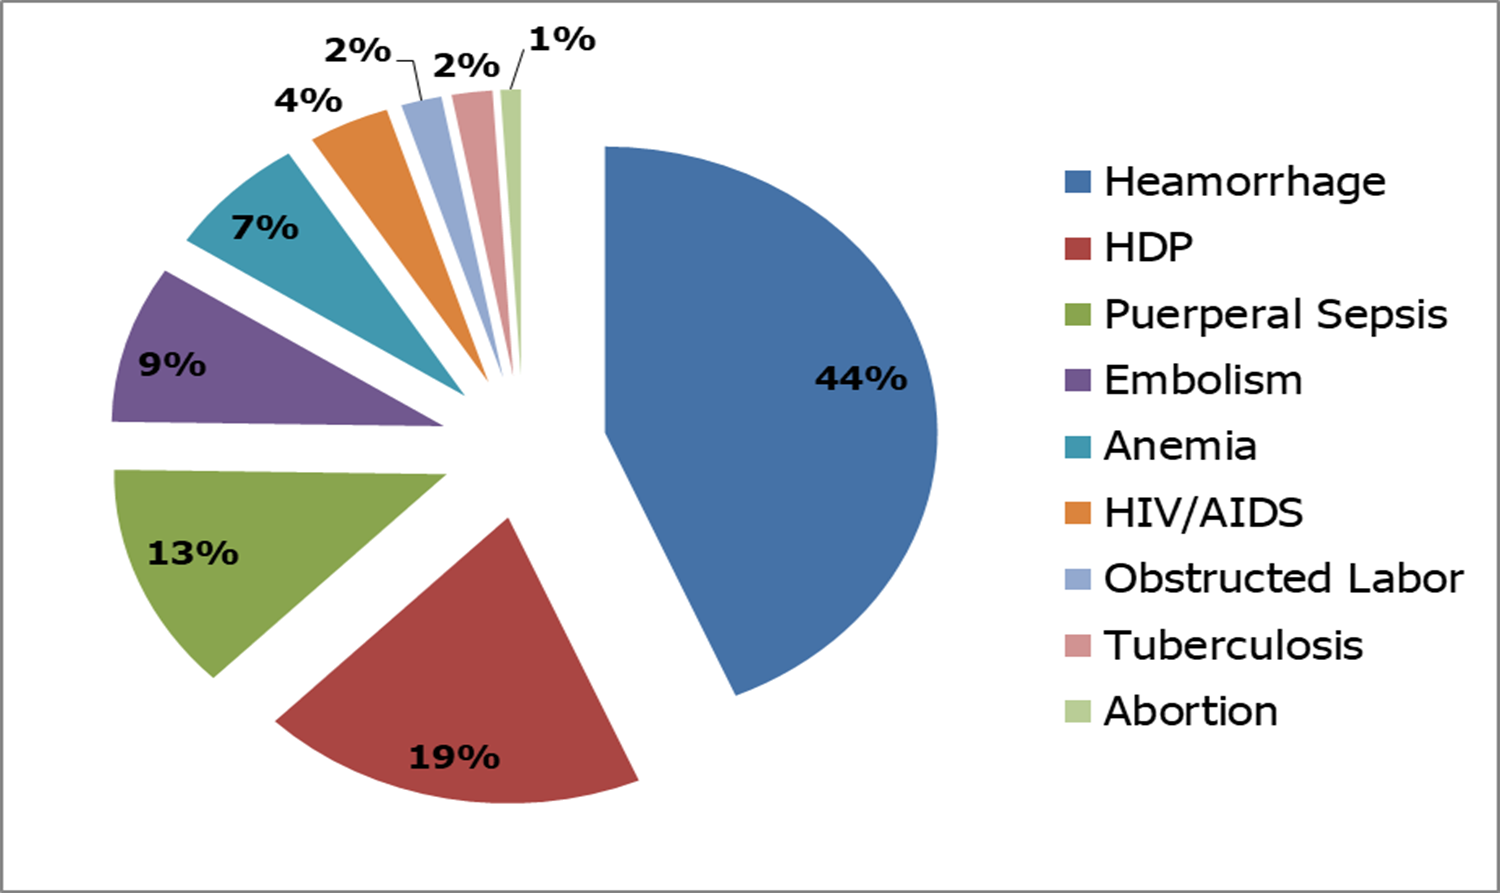 1%
2%
2%
4%
7%
9%
44%
13%
19%
Heamorrhage
HDP
Puerperal Sepsis
Embolism
Anemia
HIV/AIDS
Obstructed Labor
Tuberculosis
Abortion